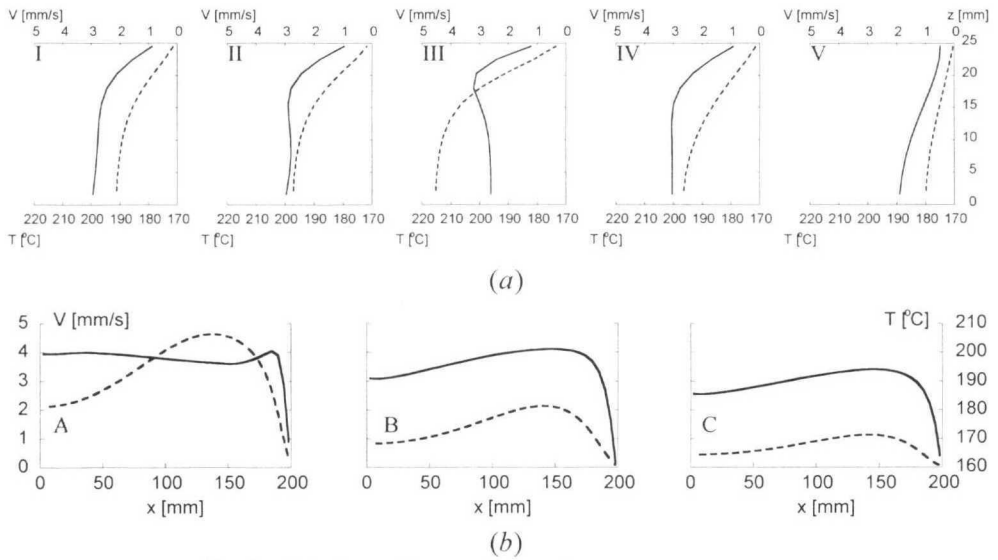 V [mm/s] V [mm/s] V [mm/s] V [mm/s] V [mm/s] z [mm]
5 4 3 2 1 0 5 4 3 2 1 0 5 4 3 2 1 0 5 4 3 2 1 0 5 4 3 2 1 0 25
I II III IV V
20
15
10
5
0
220 210 200 190 180 170 220 210 200 190 180 170 220 210 200 190 180 170 220 210 200 190 180 170 220 210 200 190 180 170
T [°C] T [°C] T [°C] T [°C] T [°C]
(a)
5 V [mm/s] T [°C] 210
4 200
3 190
2 180
A B C
1 170
0 160
0 50 100 150 200 0 50 100 150 200 0 50 100 150 200
x [mm] x [mm] x [mm]
(b)